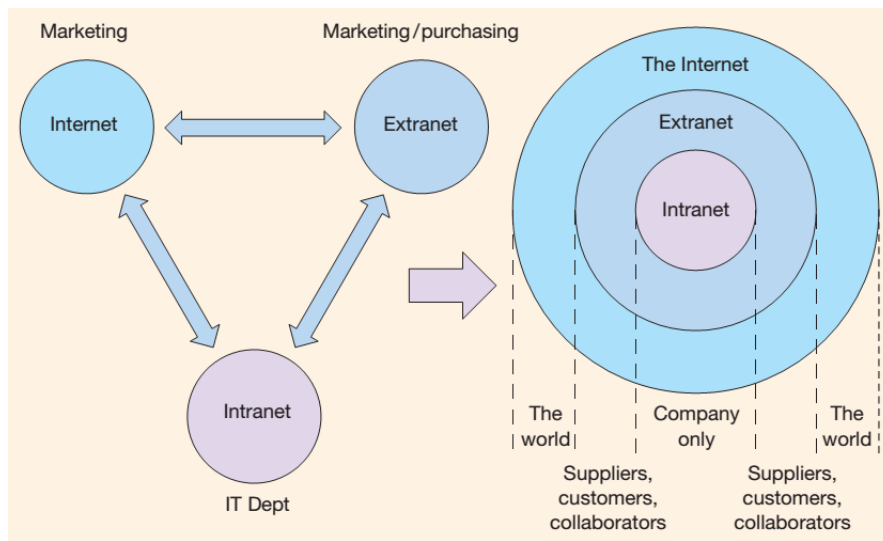 Marketing
Marketing/purchasing
Internet
Extranet
Intranet
IT Dept
The Internet
Extranet
Intranet
The
world
Suppliers,
customers,
collaborators
Company
only
Suppliers,
customers,
collaborators
The
world